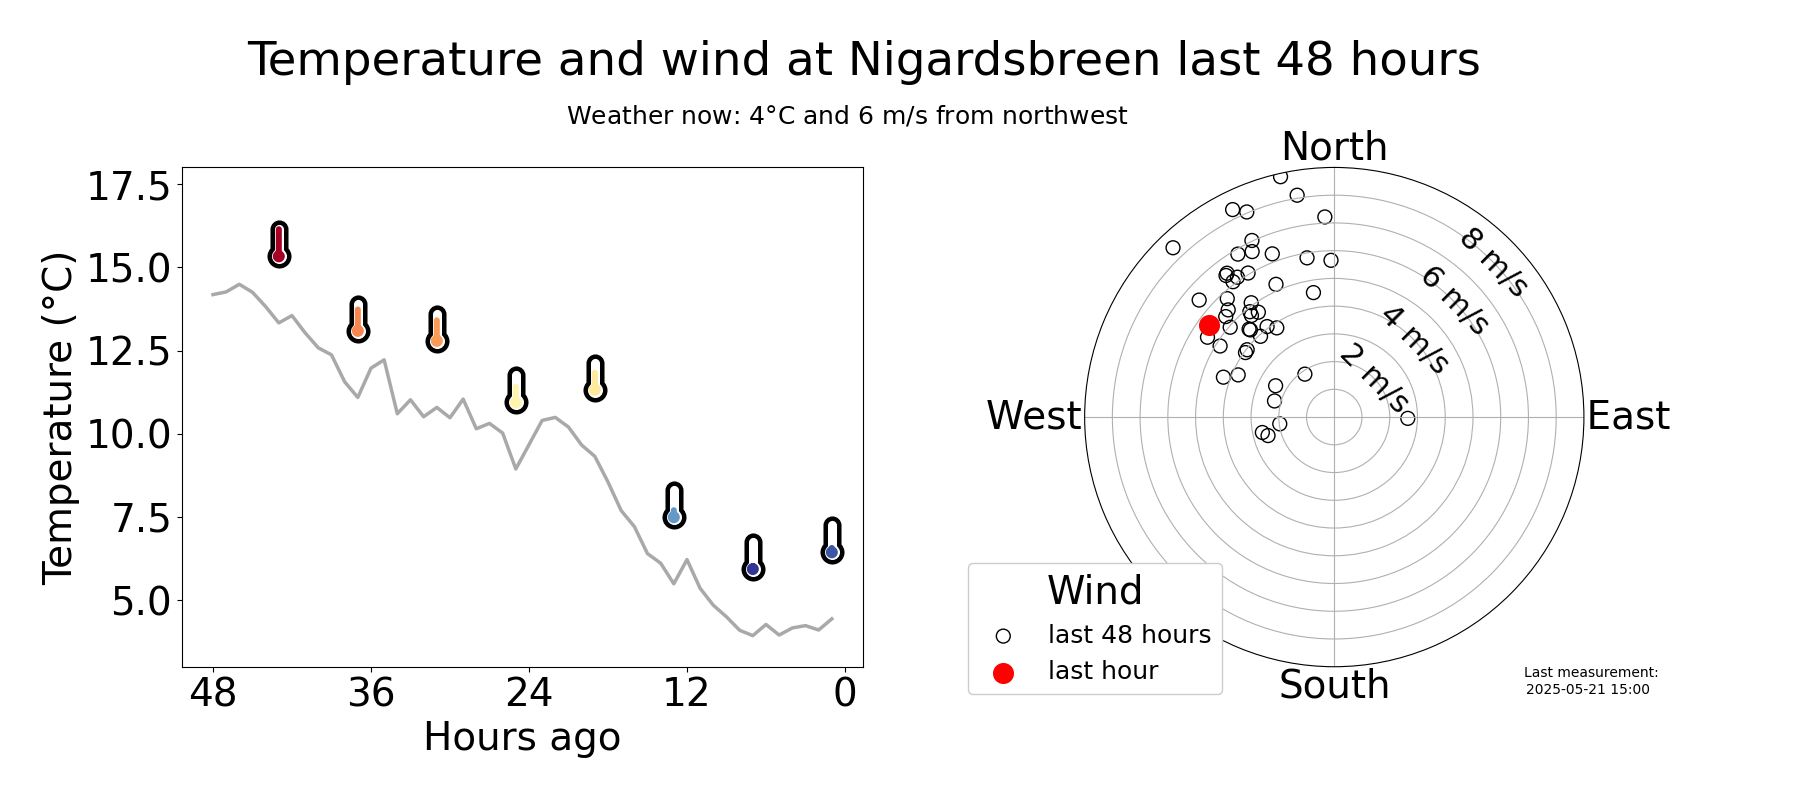 Temperature and wind at Nigardsbreen last 48 hours
Weather now: 4°C and 6 m/s from northwest
Temperature (°C)
17.5
15.0
12.5
10.0
7.5
5.0
48 36 24 12 0
Hours ago
North
West
East
South
8 m/s
6 m/s
4 m/s
2 m/s
Wind
last 48 hours
last hour
Last measurement:
2025-05-21 15:00